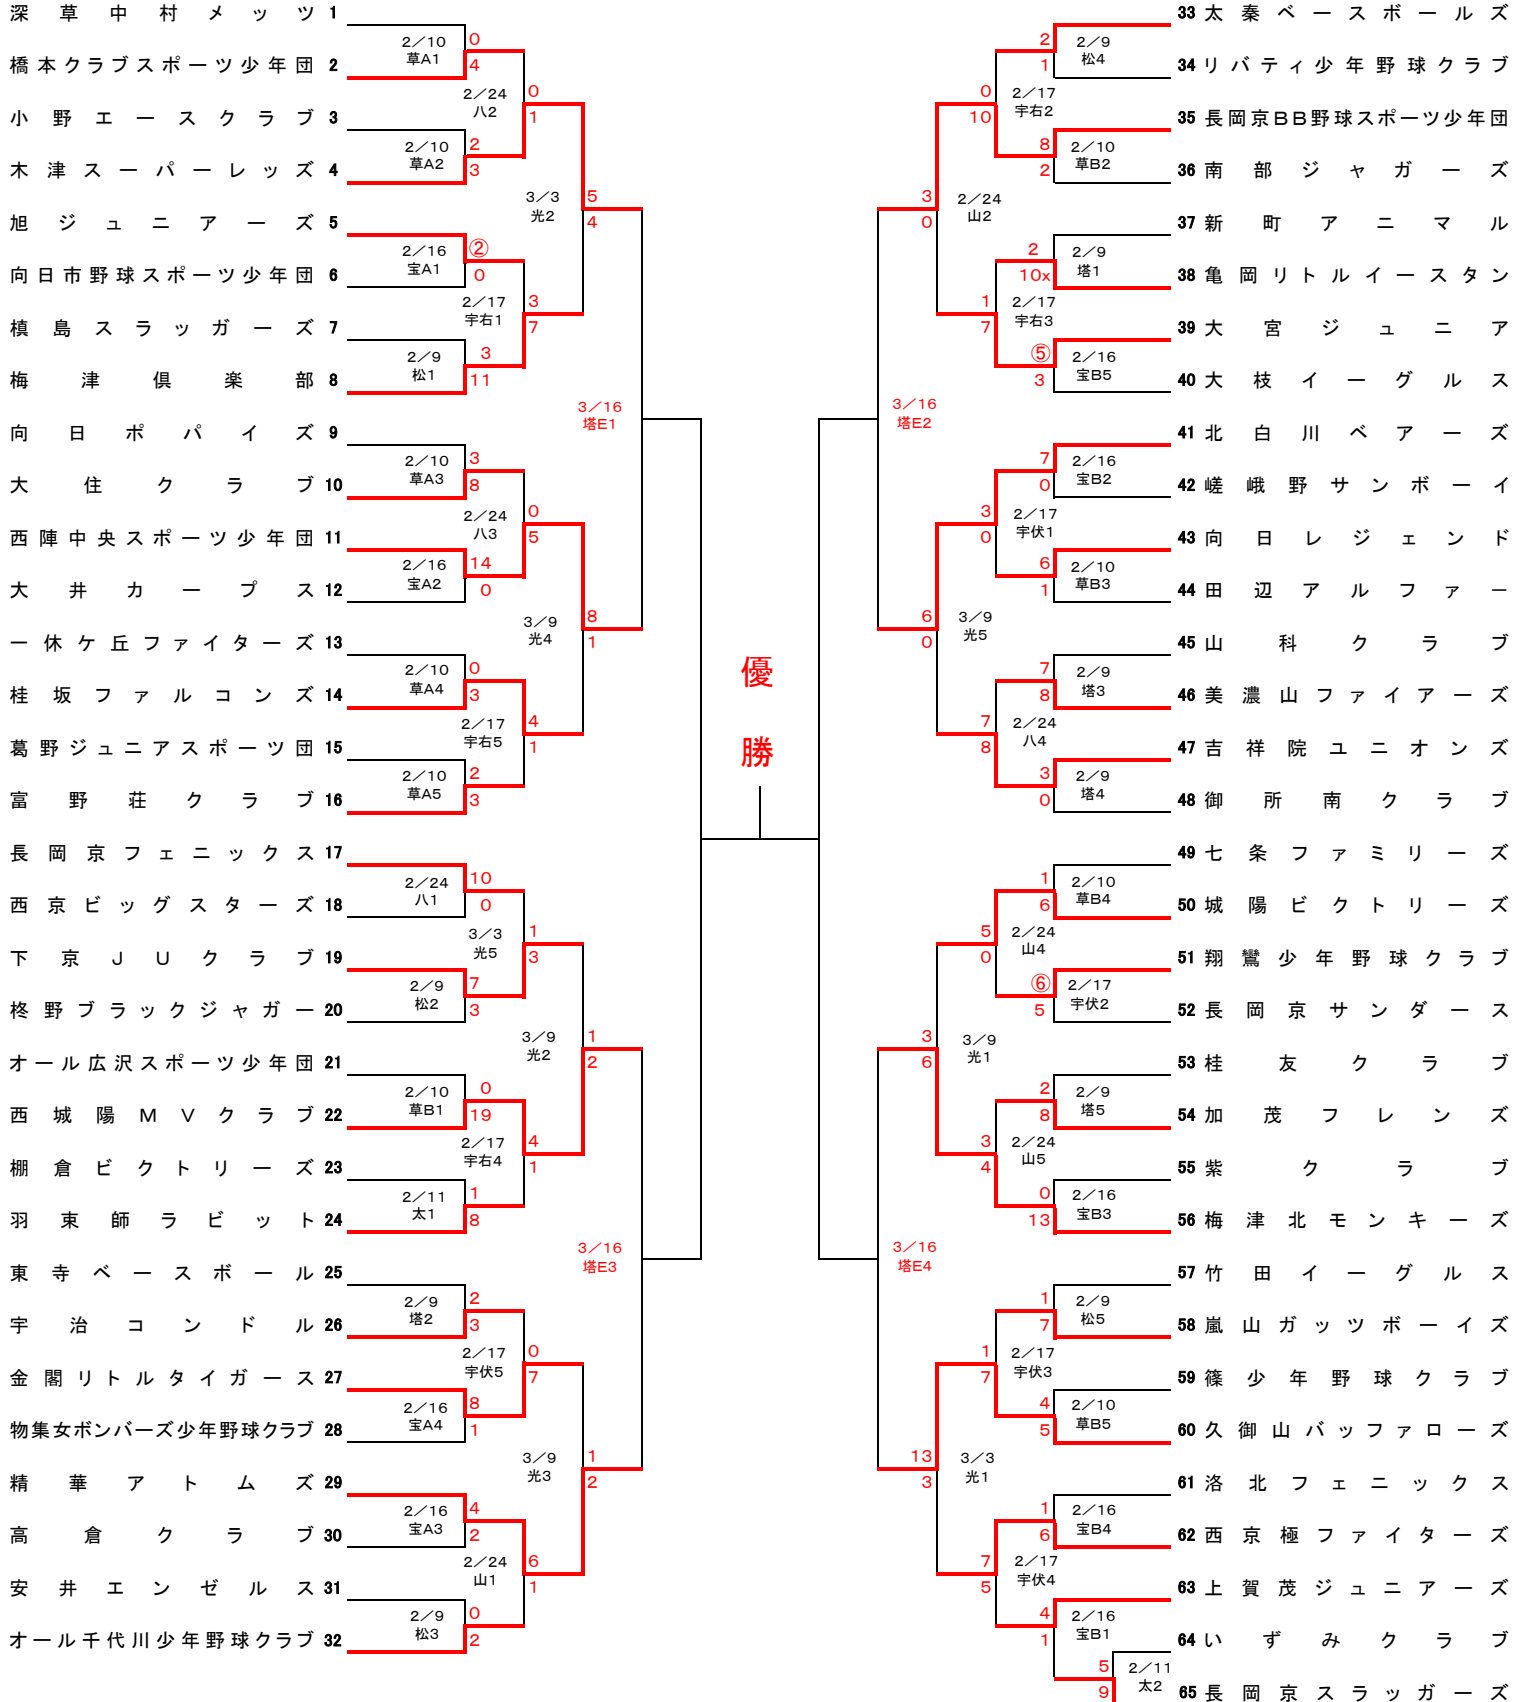 深草中村メッツ 1
2／10 0
草A1
橋本クラブスポーツ少年団 2
4
2／24 0
八2 1
小野エースクラブ 3
2／10 2
草A2
木津スーパーレッズ 4
3
3／3 5
光2 4
旭ジュニアーズ 5
2／16 ②
宝A1 0
向日市野球スポーツ少年団 6
2／17 3
宇右1 7
槙島スラッガーズ 7
2／9 3
松1 11
梅津倶楽部 8
3／16
塔E1
向日ポパイズ 9
2／10 3
草A3 8
大住クラブ 10
2／24 0
八3 5
西陣中央スポーツ少年団 11
2／16 14
宝A2 0
大井カープス 12
3／9 8
光4 1
一休ケ丘ファイターズ 13
2／10 0
草A4 3
桂坂ファルコンズ 14
2／17 4
宇右5 1
葛野ジュニアスポーツ団 15
2／10 2
草A5 3
富野荘クラブ 16
長岡京フェニックス 17
2／24 10
八1 0
西京ビッグスターズ 18
3／3 1
光5 3
下京JUクラブ 19
2／9 7
松2 3
柊野ブラックジャガー 20
3／9 1
光2 2
オール広沢スポーツ少年団 21
2／10 0
草B1 19
西城陽MVクラブ 22
2／17 4
宇右4 1
棚倉ビクトリーズ 23
2／11 1
太1 8
羽束師ラビット 24
3／16
塔E3
東寺ベースボール 25
2／9 2
塔2 3
宇治コンドル 26
2／17 0
宇伏5 7
金閣リトルタイガース 27
2／16 8
宝A4 1
物集女ボンバーズ少年野球クラブ 28
3／9 1
光3 2
精華アトムズ 29
2／16 4
宝A3 2
高倉クラブ 30
2／24 6
山1 1
安井エンゼルス 31
2／9 0
松3 2
オール千代川少年野球クラブ 32
優
勝
33 太秦ベースボールズ
2 2／9
1 松4
34 リバティ少年野球クラブ
0 2／17
10 宇右2
35 長岡京BB野球スポーツ少年団
8 2／10
2 草B2
36 南部ジャガーズ
3 2／24
0 山2
37 新町アニマル
2 2／9
10x 塔1
38 亀岡リトルイースタン
1 2／17
7 宇右3
39 大宮ジュニア
⑤ 2／16
3 宝B5
40 大枝イーグルス
3／16
塔E2
41 北白川ベアーズ
7 2／16
0 宝B2
42 嵯峨野サンボーイ
3 2／17
0 宇伏1
43 向日レジェンド
6 2／10
1 草B3
44 田辺アルファー
6 3／9
0 光5
45 山科クラブ
7 2／9
8 塔3
46 美濃山ファイアーズ
7 2／24
8 八4
47 吉祥院ユニオンズ
3 2／9
0 塔4
48 御所南クラブ
49 七条ファミリーズ
1 2／10
6 草B4
50 城陽ビクトリーズ
5 2／24
0 山4
51 翔鸞少年野球クラブ
⑥ 2／17
5 宇伏2
52 長岡京サンダース
3 3／9
6 光1
53 桂友クラブ
2 2／9
8 塔5
54 加茂フレンズ
3 2／24
4 山5
55 紫クラブ
0 2／16
13 宝B3
56 梅津北モンキーズ
3／16
塔E4
57 竹田イーグルス
1 2／9
7 松5
58 嵐山ガッツボーイズ
1 2／17
7 宇伏3
59 篠少年野球クラブ
4 2／10
5 草B5
60 久御山バッファローズ
13 3／3
3 光1
61 洛北フェニックス
1 2／16
6 宝B4
62 西京極ファイターズ
7 2／17
5 宇伏4
63 上賀茂ジュニアーズ
4 2／16
1 宝B1
64 いずみクラブ
5 2／11
9 太2
65 長岡京スラッガーズ